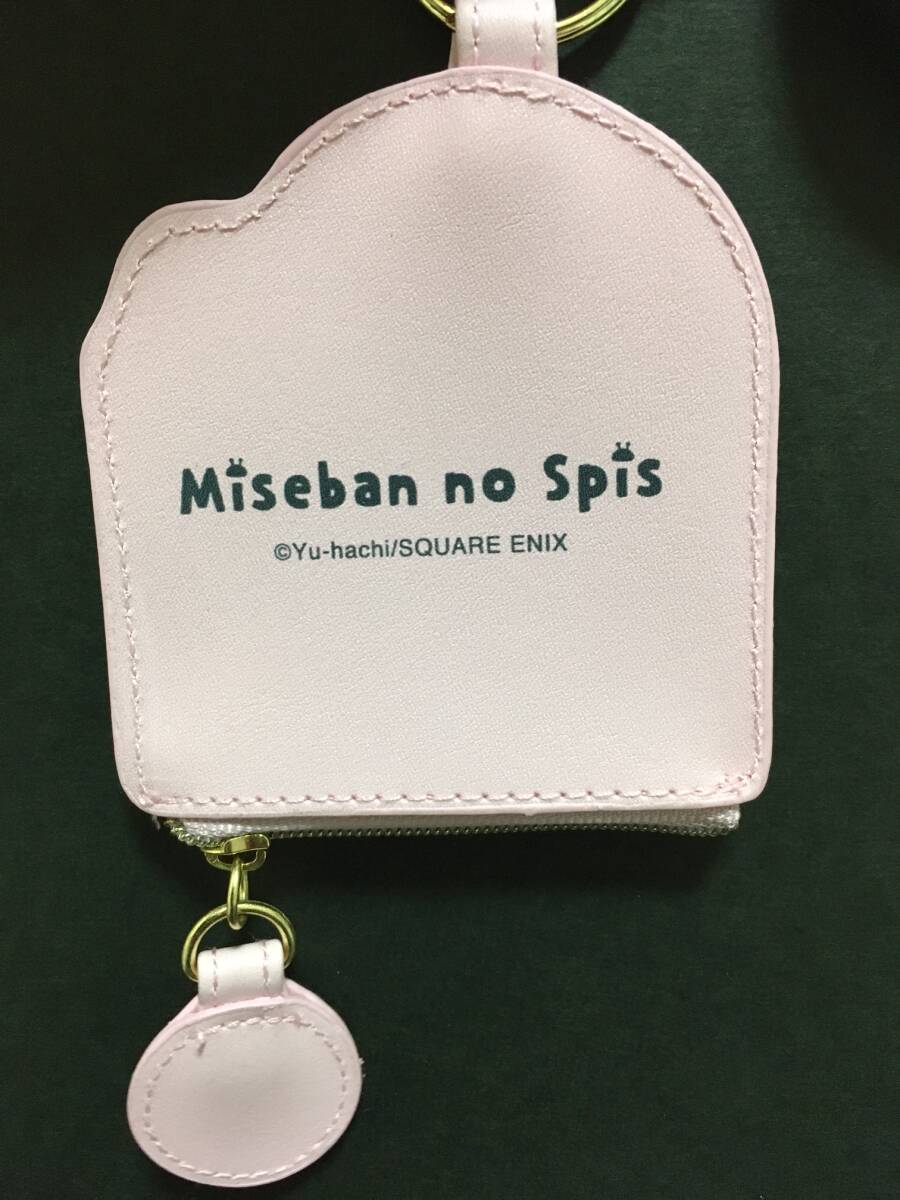 Miseban no Spis
©Yu-hachi/SQUARE ENIX